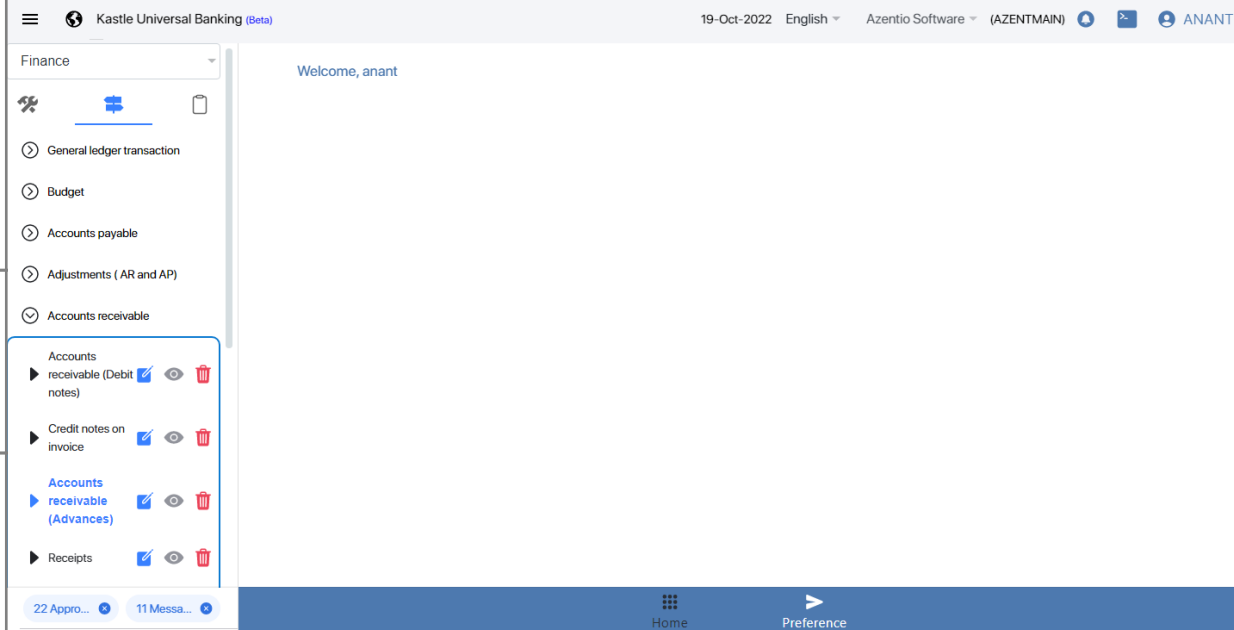 Kastle Universal Banking (Beta)
19-Oct-2022 English Azentio Software (AZENTMAIN) ANANT
Finance
Welcome, anant
General ledger transaction
Budget
Accounts payable
Adjustments ( AR and AP)
Accounts receivable
Accounts
receivable (Debit
notes)
Credit notes on
invoice
Accounts
receivable
(Advances)
Receipts
22 Appro...
11 Messa...
Home
Preference